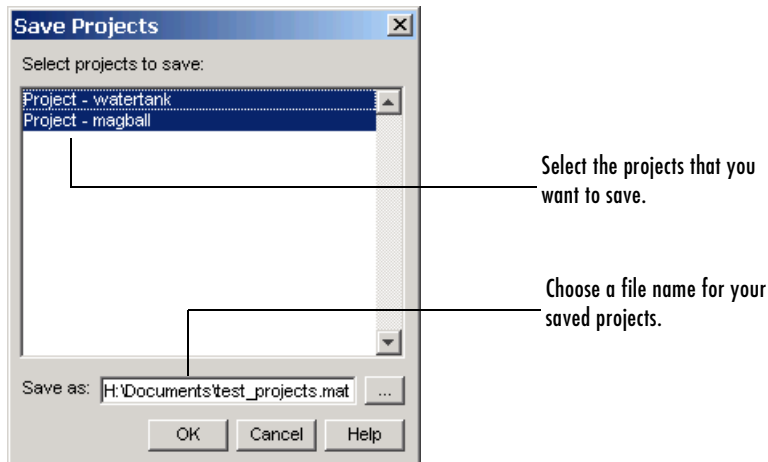 Save Projects
Select projects to save:
Project - watertank
Project - magball
Select the projects that you
want to save.
Choose a file name for your
saved projects.
Save as: H:\Documents\test_projects.mat ...
OK Cancel Help